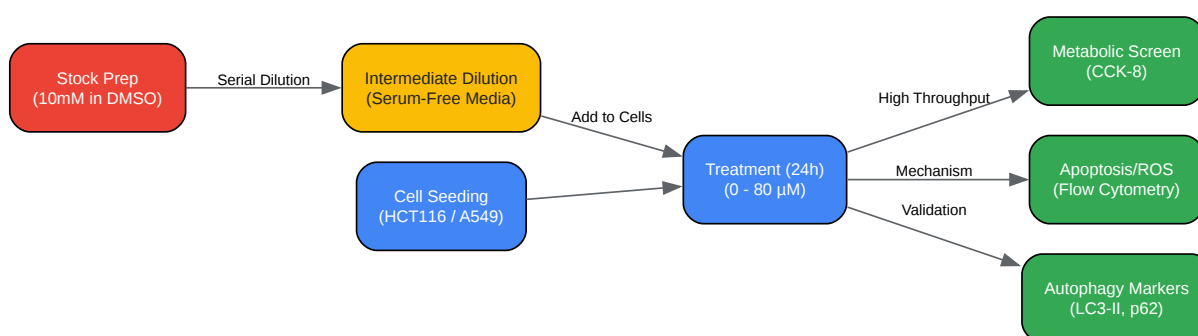 Stock Prep
(10mM in DMSO)
Serial Dilution
Intermediate Dilution
(Serum-Free Media)
Add to Cells
Cell Seeding
(HCT116 / A549)
Treatment (24h)
(0 - 80 µM)
High Throughput
Metabolic Screen
(CCK-8)
Mechanism
Apoptosis/ROS
(Flow Cytometry)
Validation
Autophagy Markers
(LC3-II, p62)